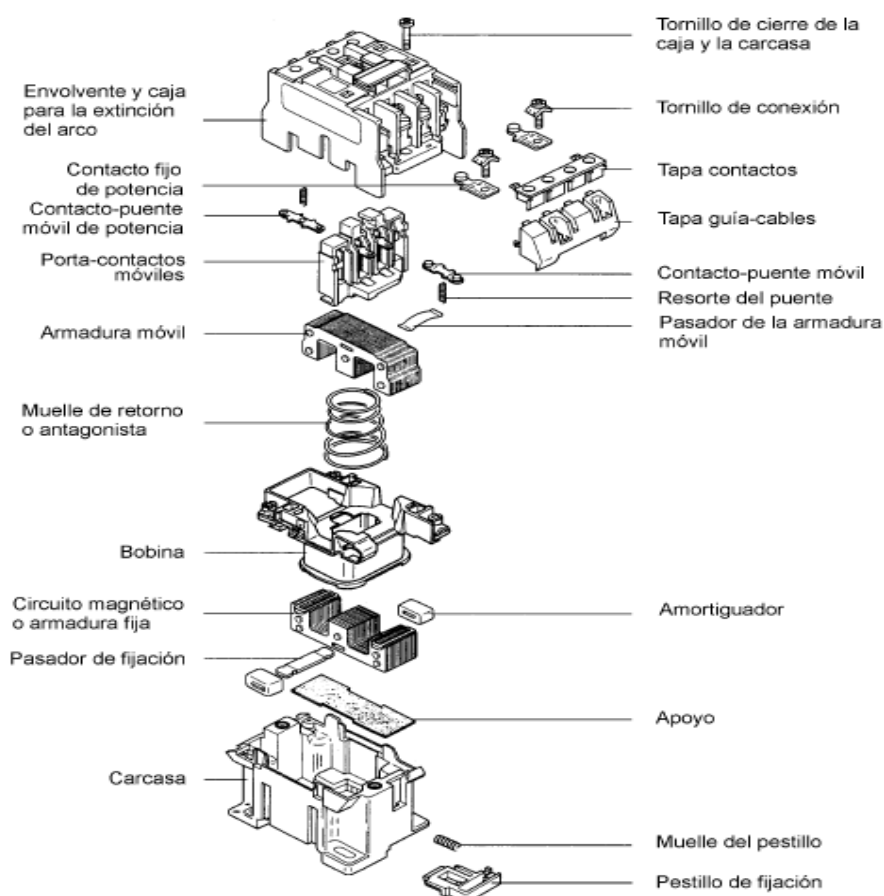 Tornillo de cierre de la
caja y la carcasa
Envolvente y caja
para la extinción
del arco
Tornillo de conexión
Contacto fijo
de potencia
Tapa contactos
Contacto-puente
móvil de potencia
Tapa guía-cables
Porta-contactos
móviles
Contacto-puente móvil
Resorte del puente
Armadura móvil
Pasador de la armadura
móvil
Muelle de retorno
o antagonista
Bobina
Circuito magnético
o armadura fija
Amortiguador
Pasador de fijación
Apoyo
Carcasa
Muelle del pestillo
Pestillo de fijación